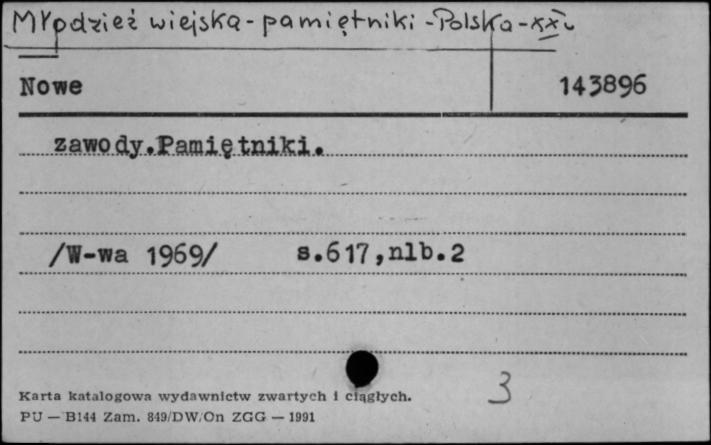 Młodzież wiejska - pamiętniki - Polska - XX w
Nowe 143896
zawody.Pamiętniki.
/W-wa 1969/ s.617,nlb.2
3
Karta katalogowa wydawnictw zwartych i ciągłych.
PU — B144 Zam. 849/DW/On ZGG — 1991